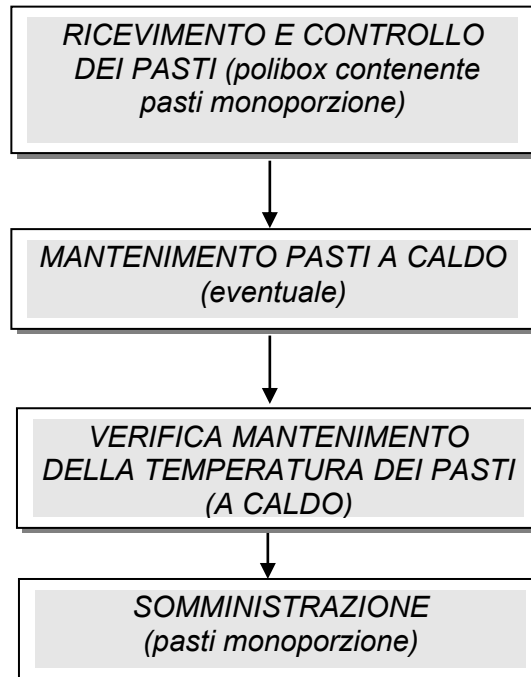 RICEVIMENTO E CONTROLLO
DEI PASTI (polibox contenente
pasti monoporzione)
MANTENIMENTO PASTI A CALDO
(eventuale)
VERIFICA MANTENIMENTO
DELLA TEMPERATURA DEI PASTI
(A CALDO)
SOMMINISTRAZIONE
(pasti monoporzione)